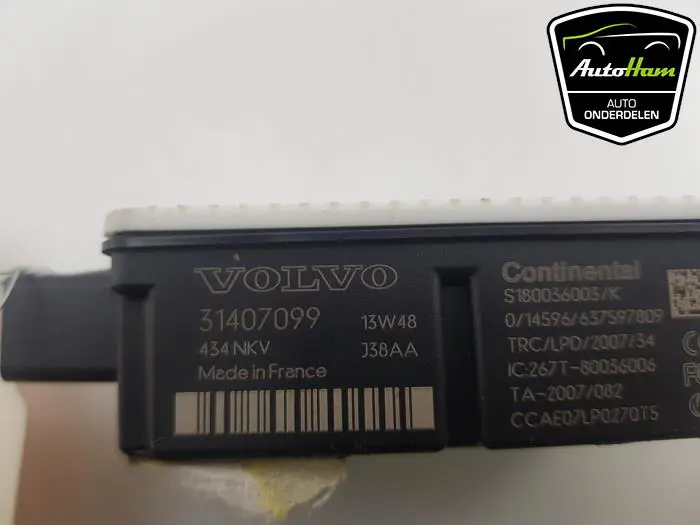 AutoHam
AUTO
ONDERDELEN
VOLVO
31407099 13W48
434 NKV J38AA
Made in France
Continental
S180036003/K
0/14596/637597809
TRC/LPD/2007/34
IC:267T-80036006
TA-2007/082
CCAE07LP0270T5